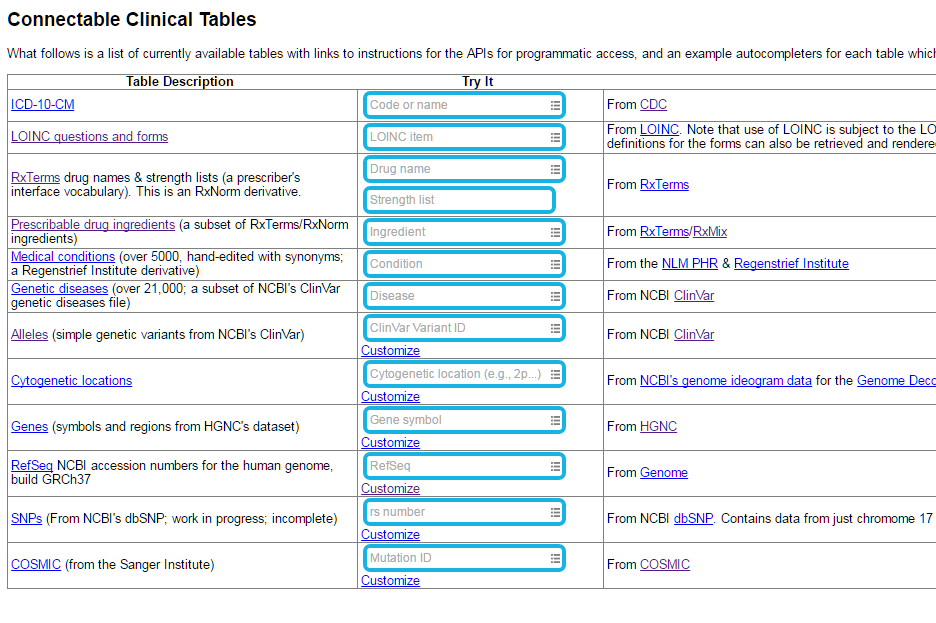 Connectable Clinical Tables
What follows is a list of currently available tables with links to instructions for the APIs for programmatic access, and an example autocompleters for each table which
Table Description
Try It
ICD-10-CM
Code or name
From CDC
LOINC questions and forms
LOINC item
From LOINC. Note that use of LOINC is subject to the LO
definitions for the forms can also be retrieved and rendere
RxTerms drug names & strength lists (a prescriber's
interface vocabulary). This is an RxNorm derivative.
Drug name
Strength list
From RxTerms
Prescribable drug ingredients (a subset of RxTerms/RxNorm
ingredients)
Ingredient
From RxTerms/RxMix
Medical conditions (over 5000, hand-edited with synonyms;
a Regenstrief Institute derivative)
Condition
From the NLM PHR & Regenstrief Institute
Genetic diseases (over 21,000; a subset of NCBI's ClinVar
genetic diseases file)
Disease
From NCBI ClinVar
Alleles (simple genetic variants from NCBI's ClinVar)
ClinVar Variant ID
Customize
From NCBI ClinVar
Cytogenetic locations
Cytogenetic location (e.g., 2p...)
Customize
From NCBI's genome ideogram data for the Genome Deco
Genes (symbols and regions from HGNC's dataset)
Gene symbol
Customize
From HGNC
RefSeq NCBI accession numbers for the human genome,
build GRCh37
RefSeq
Customize
From Genome
SNPs (From NCBI's dbSNP; work in progress; incomplete)
rs number
Customize
From NCBI dbSNP. Contains data from just chromome 17
COSMIC (from the Sanger Institute)
Mutation ID
Customize
From COSMIC